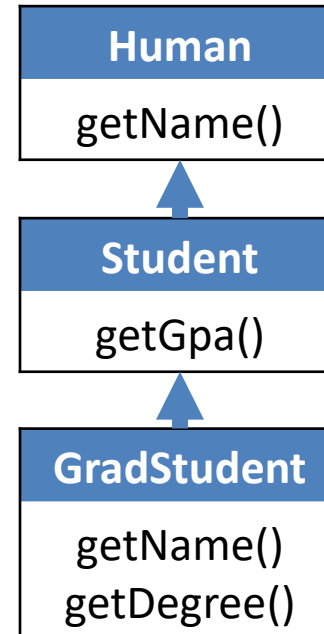 Human
getName()
Student
getGpa()
GradStudent
getName()
getDegree()